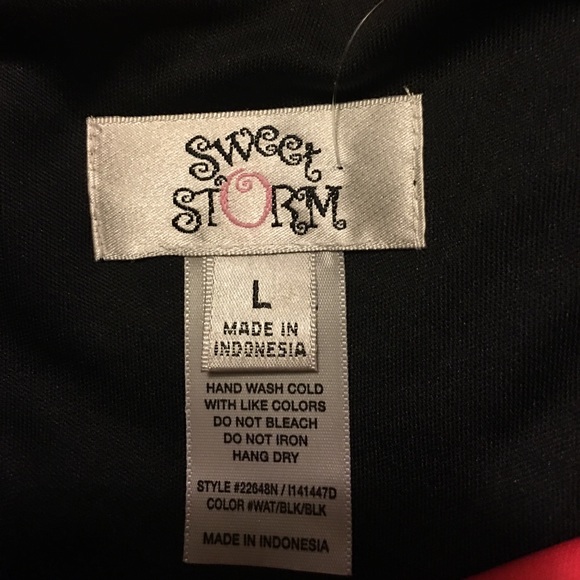 Sweet
STORM
L
MADE IN
INDONESIA
HAND WASH COLD
WITH LIKE COLORS
DO NOT BLEACH
DO NOT IRON
HANG DRY
STYLE #22648N / I141447D
COLOR #WAT/BLK/BLK
MADE IN INDONESIA